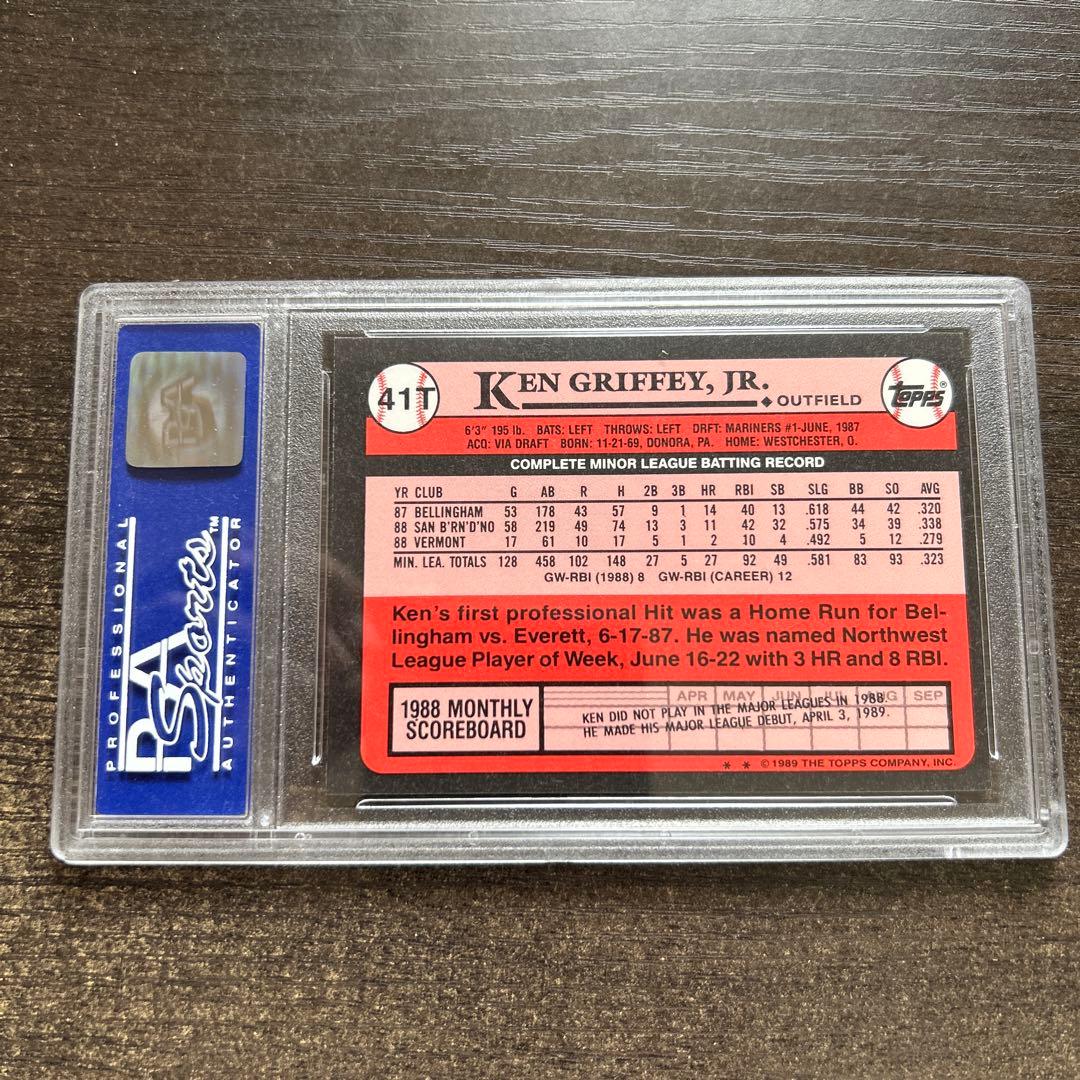 PSA
PROFESSIONAL
PSA Sports™
AUTHENTICATOR
41T
KEN GRIFFEY, JR.
◆ OUTFIELD
TOPPS®
6'3" 195 lb. BATS: LEFT THROWS: LEFT DRFT: MARINERS #1-JUNE, 1987
ACQ: VIA DRAFT BORN: 11-21-69, DONORA, PA. HOME: WESTCHESTER, O.
COMPLETE MINOR LEAGUE BATTING RECORD
YR CLUB G AB R H 2B 3B HR RBI SB SLG BB SO AVG
87 BELLINGHAM 53 178 43 57 9 1 14 40 13 .618 44 42 .320
88 SAN B'RN'D'NO 58 219 49 74 13 3 11 42 32 .575 34 39 .338
88 VERMONT 17 61 10 17 5 1 2 10 4 .492 5 12 .279
MIN. LEA. TOTALS 128 458 102 148 27 5 27 92 49 .581 83 93 .323
GW-RBI (1988) 8 GW-RBI (CAREER) 12
Ken's first professional Hit was a Home Run for Bel-
lingham vs. Everett, 6-17-87. He was named Northwest
League Player of Week, June 16-22 with 3 HR and 8 RBI.
1988 MONTHLY
SCOREBOARD
APR MAY JUN JUL AUG SEP
KEN DID NOT PLAY IN THE MAJOR LEAGUES IN 1988.
HE MADE HIS MAJOR LEAGUE DEBUT, APRIL 3, 1989.
* * © 1989 THE TOPPS COMPANY, INC.